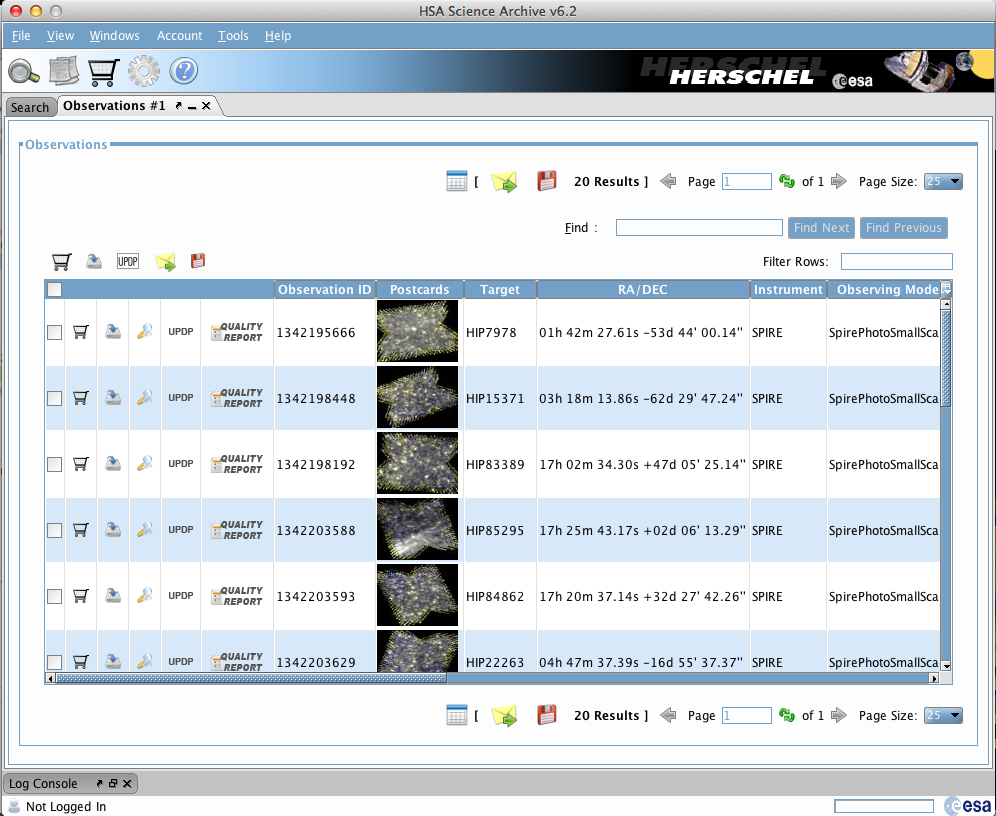 HSA Science Archive v6.2
File View Windows Account Tools Help
HERSCHEL
HERSCHEL esa
Search Observations #1
Observations
[ 20 Results ] Page 1 of 1 Page Size: 25
Find : Find Next Find Previous
UPDP Filter Rows:
Observation ID Postcards Target RA/DEC Instrument Observing Mode
UPDP QUALITY REPORT 1342195666 HIP7978 01h 42m 27.61s -53d 44' 00.14" SPIRE SpirePhotoSmallSca
UPDP QUALITY REPORT 1342198448 HIP15371 03h 18m 13.86s -62d 29' 47.24" SPIRE SpirePhotoSmallSca
UPDP QUALITY REPORT 1342198192 HIP83389 17h 02m 34.30s +47d 05' 25.14" SPIRE SpirePhotoSmallSca
UPDP QUALITY REPORT 1342203588 HIP85295 17h 25m 43.17s +02d 06' 13.29" SPIRE SpirePhotoSmallSca
UPDP QUALITY REPORT 1342203593 HIP84862 17h 20m 37.14s +32d 27' 42.26" SPIRE SpirePhotoSmallSca
UPDP QUALITY REPORT 1342203629 HIP22263 04h 47m 37.39s -16d 55' 37.37" SPIRE SpirePhotoSmallSca
[ 20 Results ] Page 1 of 1 Page Size: 25
Log Console
Not Logged In esa